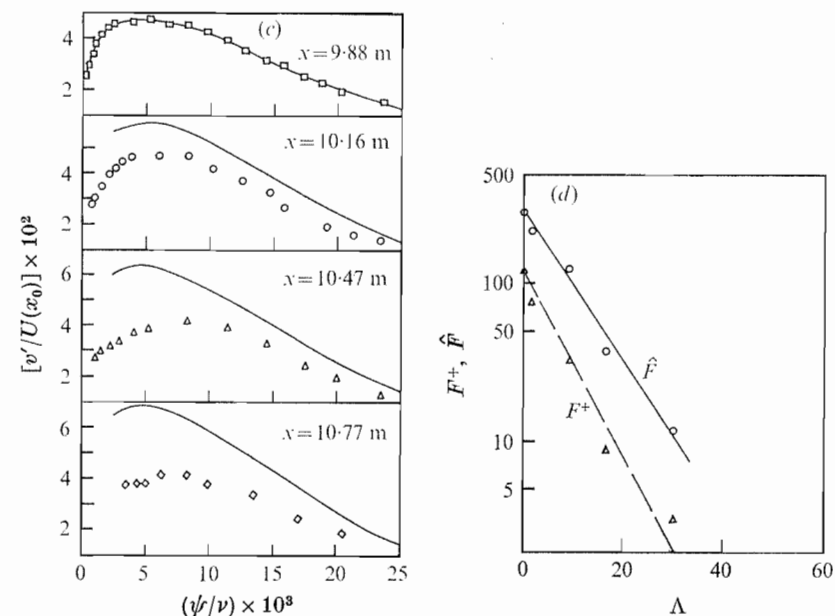 (c)
4
2
x = 9·88 m
4
2
x = 10·16 m
6
4
2
x = 10·47 m
6
4
2
x = 10·77 m
[v′/U(x₀)] × 10²
0 5 10 15 20 25
(ψ/ν) × 10³
(d)
500
100
50
10
5
F⁺, F̂
F̂
F⁺
0 20 40 60
Λ